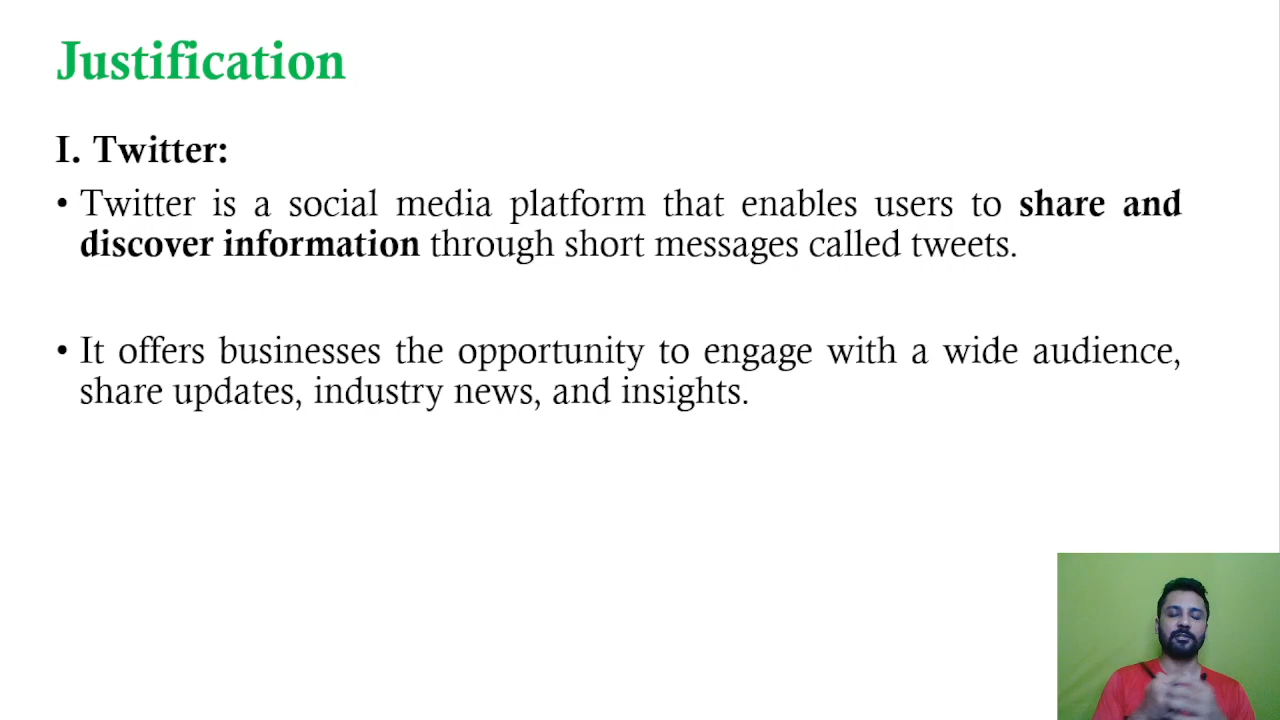 Justification
I. Twitter:
• Twitter is a social media platform that enables users to share and
discover information through short messages called tweets.
• It offers businesses the opportunity to engage with a wide audience,
share updates, industry news, and insights.